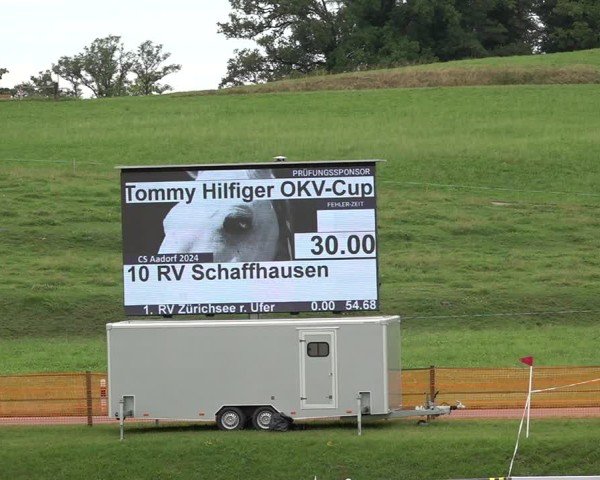 PRÜFUNGSSPONSOR
Tommy Hilfiger OKV-Cup
FEHLER-ZEIT
30.00
CS Aadorf 2024
10 RV Schaffhausen
1. RV Zürichsee r. Ufer 0.00 54.68